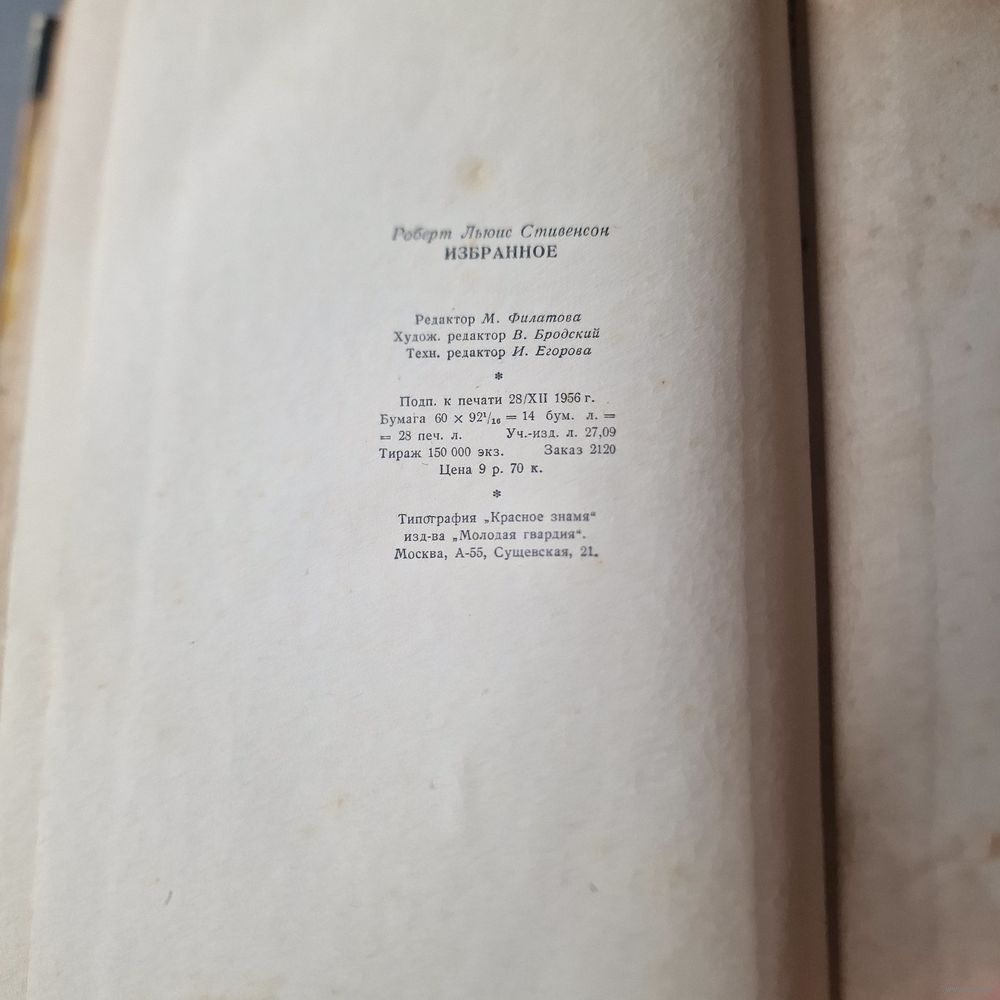 Роберт Льюис Стивенсон
ИЗБРАННОЕ
Редактор М. Филатова
Худож. редактор В. Бродский
Техн. редактор И. Егорова
*
Подп. к печати 28/XII 1956 г.
Бумага 60 × 92¹/₁₆ = 14 бум. л. =
= 28 печ. л. Уч.-изд. л. 27,09
Тираж 150 000 экз. Заказ 2120
Цена 9 р. 70 к.
*
Типография „Красное знамя“
изд-ва „Молодая гвардия“.
Москва, А-55, Сущевская, 21.